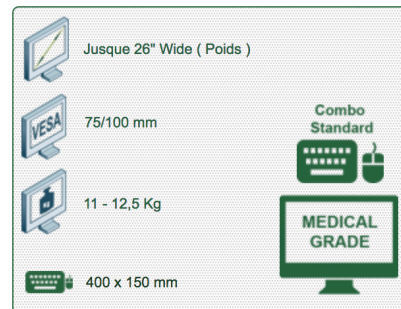 Jusque 26" Wide ( Poids )
VESA
75/100 mm
Combo
Standard
KG
11 - 12,5 Kg
MEDICAL
GRADE
400 x 150 mm